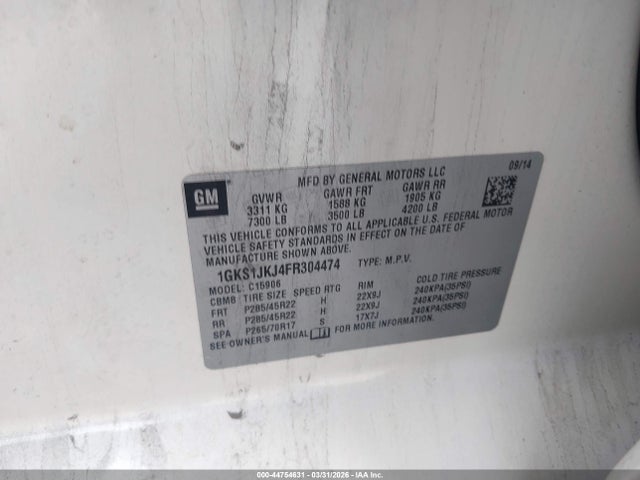 GM
MFD BY GENERAL MOTORS LLC
09/14
GVWR GAWR FRT GAWR RR
3311 KG 1588 KG 1905 KG
7300 LB 3500 LB 4200 LB
THIS VEHICLE CONFORMS TO ALL APPLICABLE U.S. FEDERAL MOTOR
VEHICLE SAFETY STANDARDS IN EFFECT ON THE DATE OF
MANUFACTURE SHOWN ABOVE.
1GKS1JKJ4FR304474 TYPE: M.P.V.
MODEL: C15906
CBMB TIRE SIZE SPEED RTG RIM COLD TIRE PRESSURE
FRT P285/45R22 H 22X9J 240KPA(35PSI)
RR P285/45R22 H 22X9J 240KPA(35PSI)
SPA P265/70R17 S 17X7J 240KPA(35PSI)
SEE OWNER'S MANUAL FOR MORE INFORMATION.
000-44754631 - 03/31/2026 - Copyright © IAA, LLC